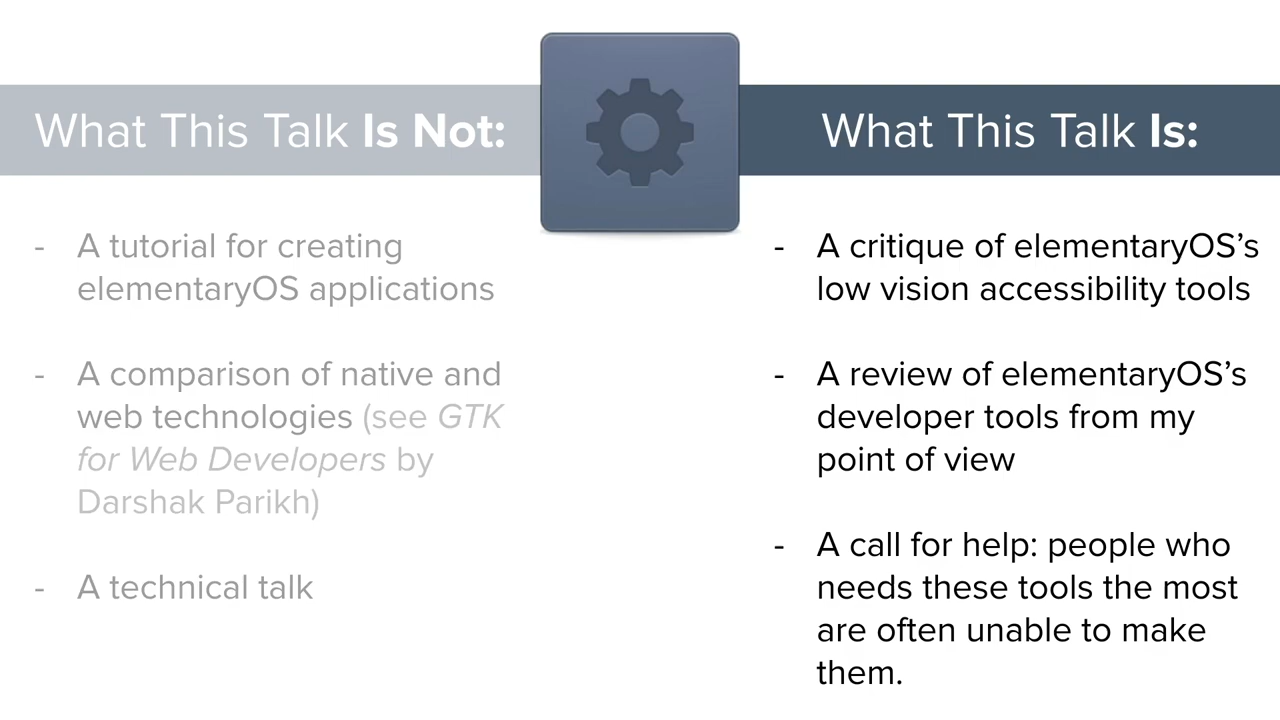 What This Talk Is Not:
- A tutorial for creating
elementaryOS applications
- A comparison of native and
web technologies (see GTK
for Web Developers by
Darshak Parikh)
- A technical talk
What This Talk Is:
- A critique of elementaryOS’s
low vision accessibility tools
- A review of elementaryOS’s
developer tools from my
point of view
- A call for help: people who
needs these tools the most
are often unable to make
them.